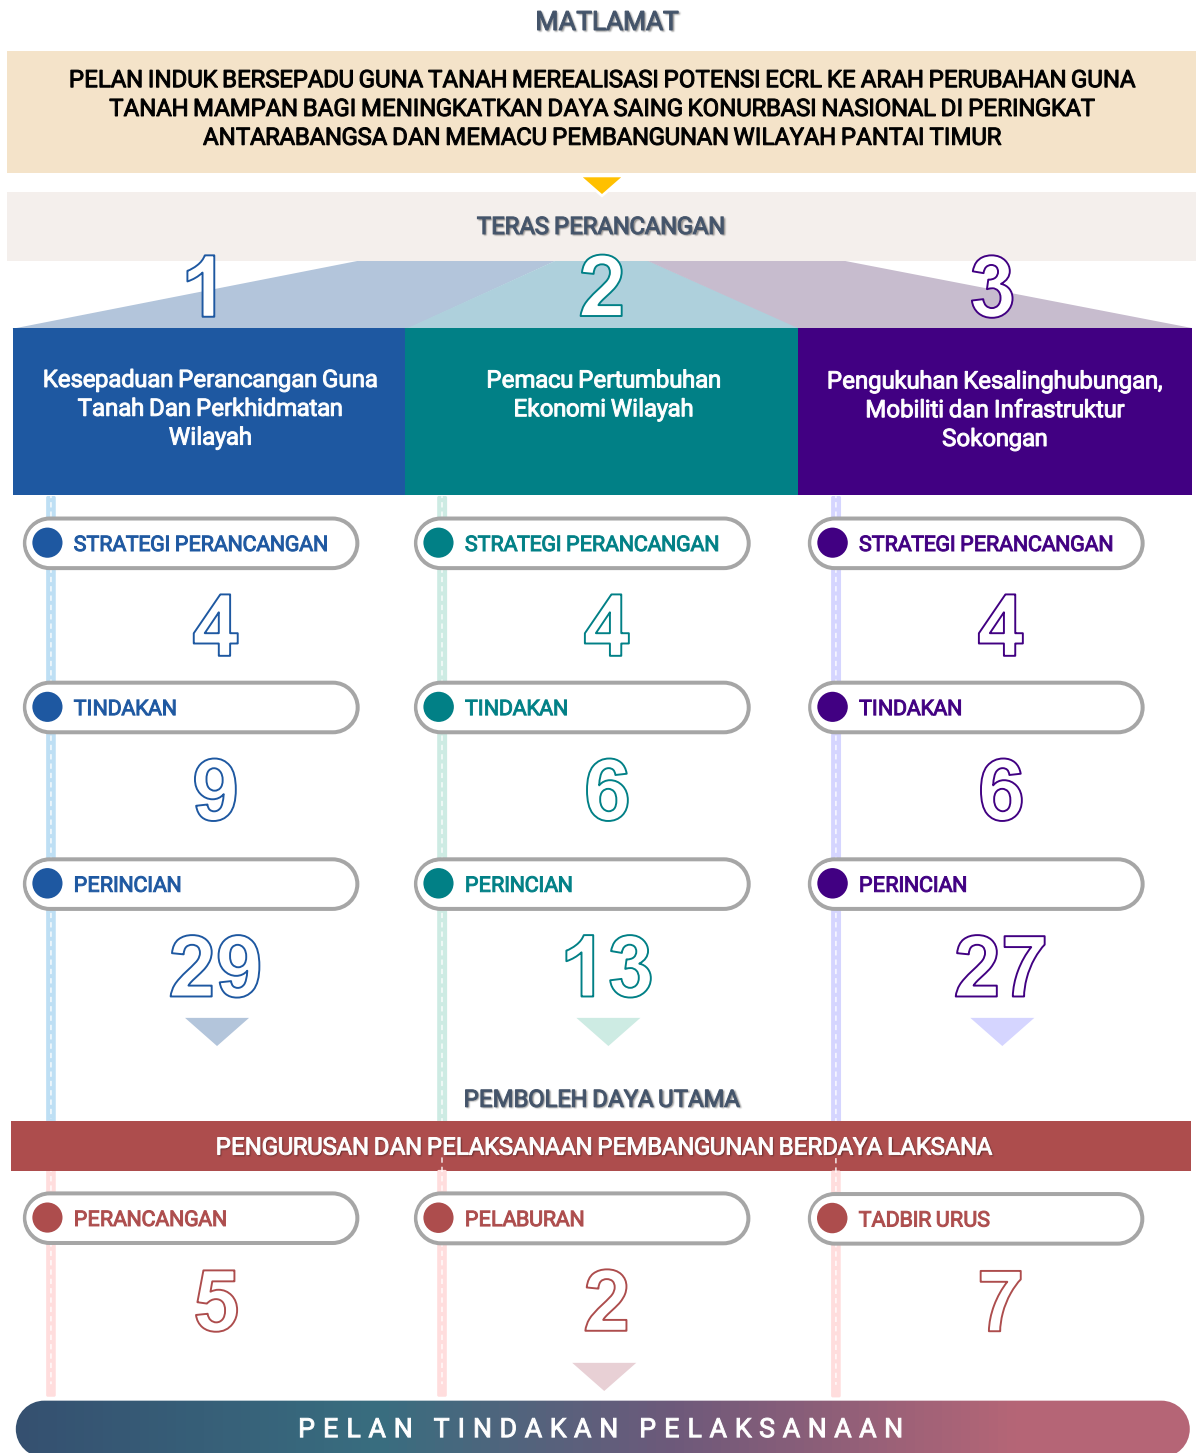 MATLAMAT
PELAN INDUK BERSEPADU GUNA TANAH MEREALISASI POTENSI ECRL KE ARAH PERUBAHAN GUNA
TANAH MAMPAN BAGI MENINGKATKAN DAYA SAING KONURBASI NASIONAL DI PERINGKAT
ANTARABANGSA DAN MEMACU PEMBANGUNAN WILAYAH PANTAI TIMUR
TERAS PERANCANGAN
1
Kesepaduan Perancangan Guna
Tanah Dan Perkhidmatan
Wilayah
2
Pemacu Pertumbuhan
Ekonomi Wilayah
3
Pengukuhan Kesalinghubungan,
Mobiliti dan Infrastruktur
Sokongan
STRATEGI PERANCANGAN
4
TINDAKAN
9
PERINCIAN
29
STRATEGI PERANCANGAN
4
TINDAKAN
6
PERINCIAN
13
STRATEGI PERANCANGAN
4
TINDAKAN
6
PERINCIAN
27
PEMBOLEH DAYA UTAMA
PENGURUSAN DAN PELAKSANAAN PEMBANGUNAN BERDAYA LAKSANA
PERANCANGAN
5
PELABURAN
2
TADBIR URUS
7
PELAN TINDAKAN PELAKSANAAN